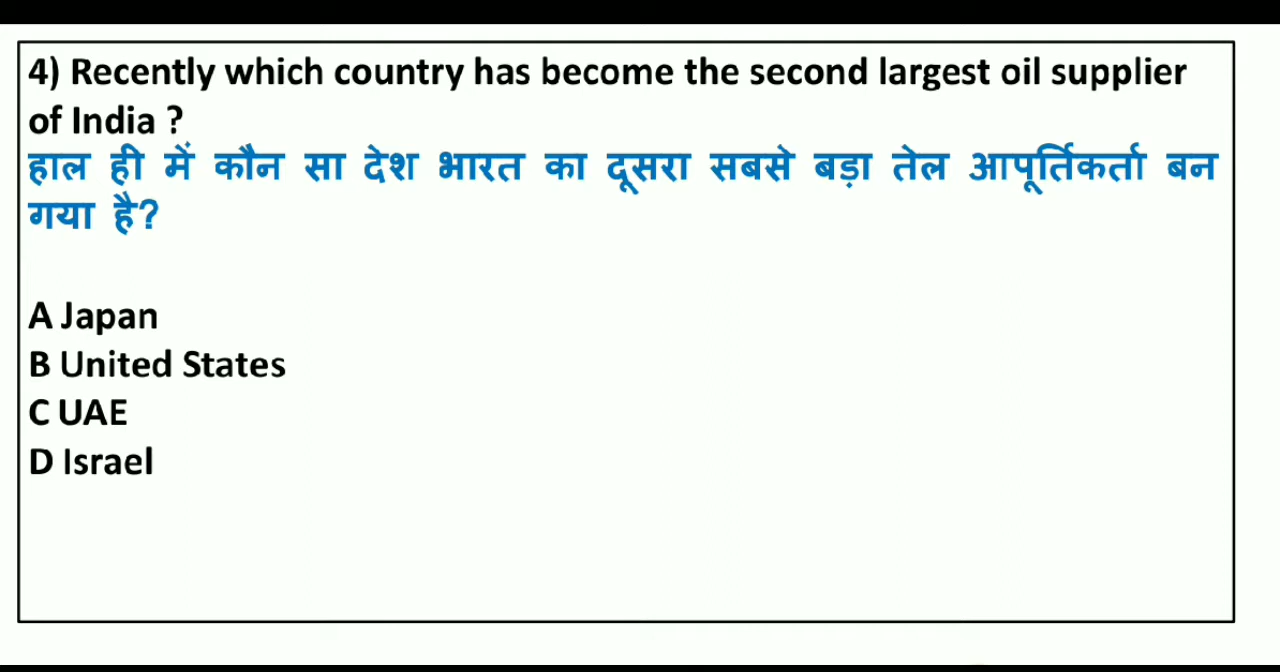 4) Recently which country has become the second largest oil supplier
of India ?
हाल ही में कौन सा देश भारत का दूसरा सबसे बड़ा तेल आपूर्तिकर्ता बन
गया है?
A Japan
B United States
C UAE
D Israel